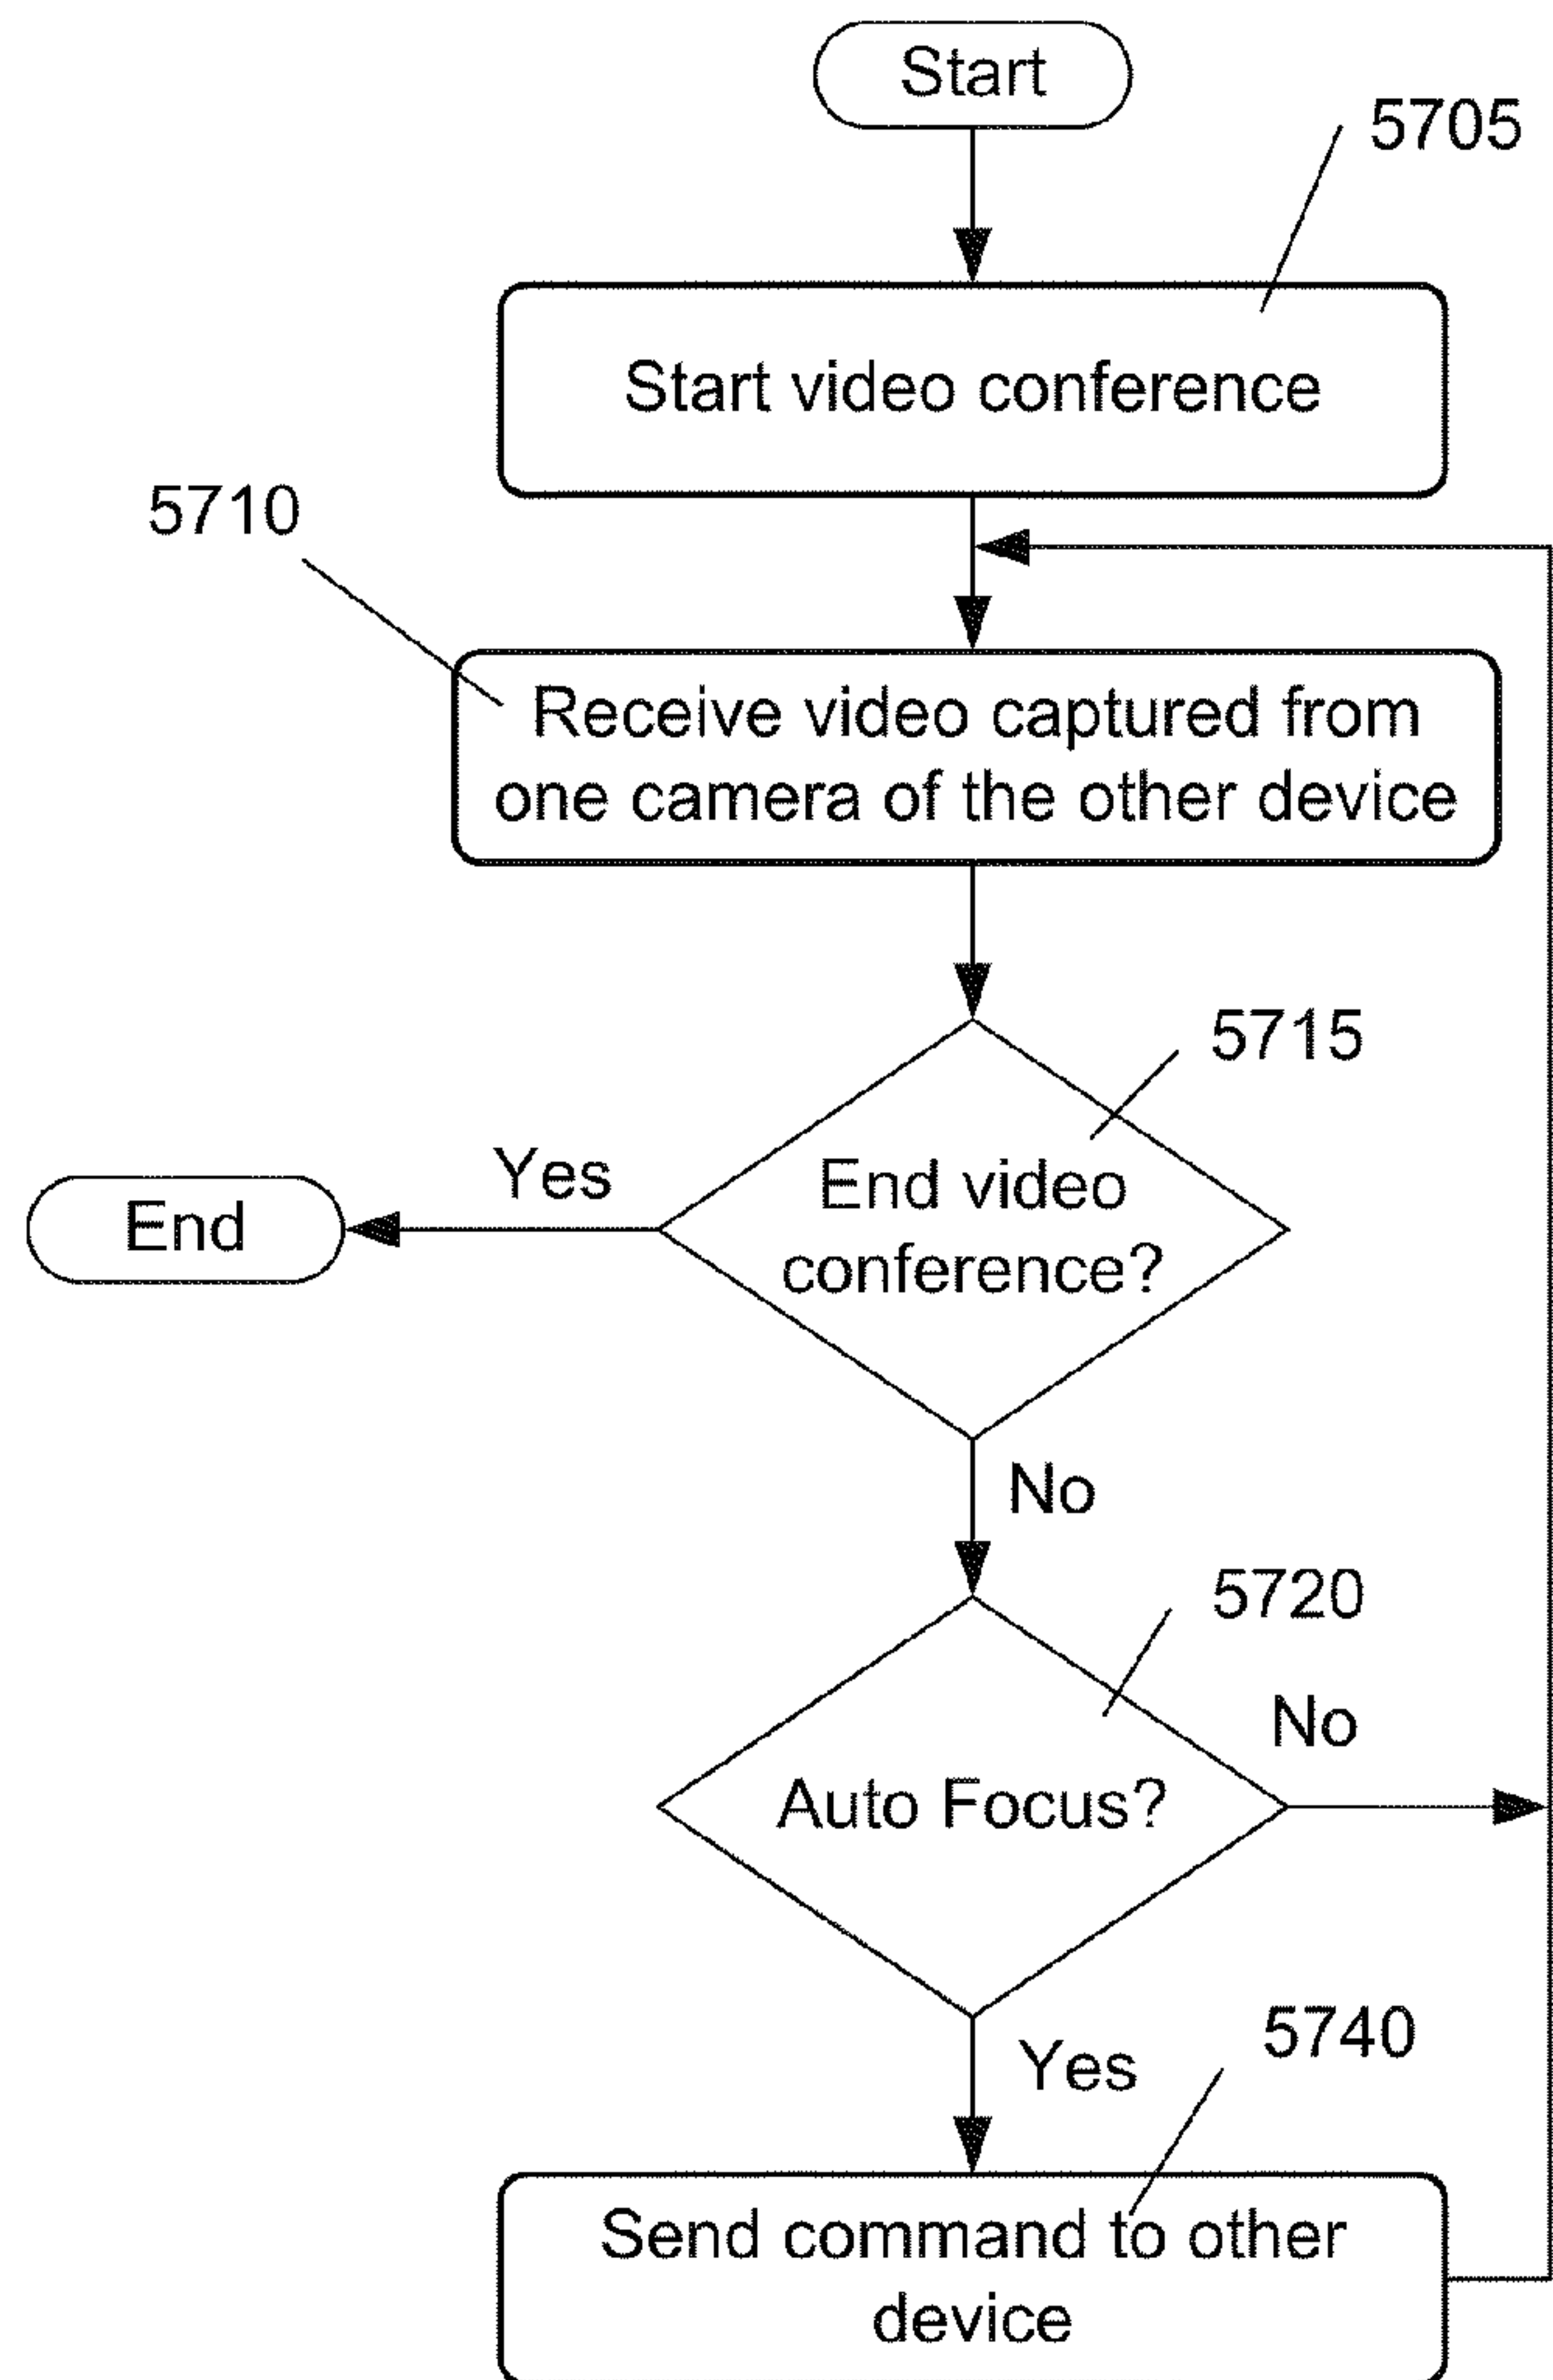 Start
5705
Start video conference
5710
Receive video captured from
one camera of the other device
5715
End video
conference?
Yes
End
No
5720
Auto Focus?
No
Yes
5740
Send command to other
device